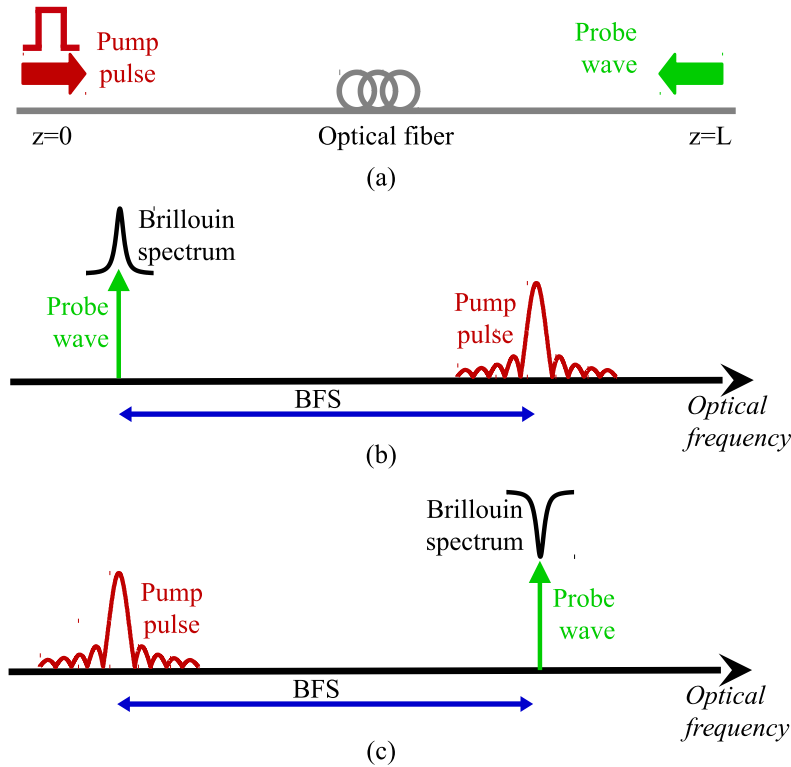 Pump
pulse
Probe
wave
z=0
Optical fiber
z=L
(a)
Brillouin
spectrum
Probe
wave
Pump
pulse
BFS
Optical
frequency
(b)
Brillouin
spectrum
Pump
pulse
Probe
wave
BFS
Optical
frequency
(c)